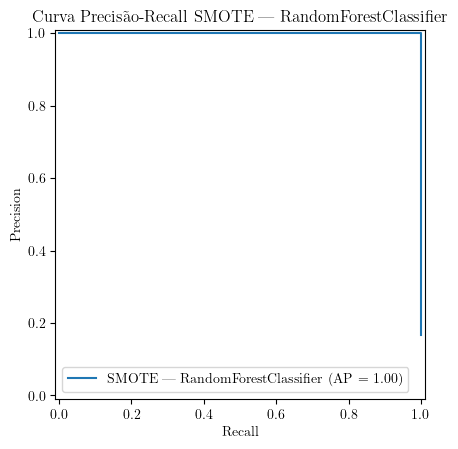 Curva Precisão-Recall SMOTE — RandomForestClassifier
1.0
0.8
0.6
0.4
0.2
0.0
Precision
SMOTE — RandomForestClassifier (AP = 1.00)
0.0 0.2 0.4 0.6 0.8 1.0
Recall